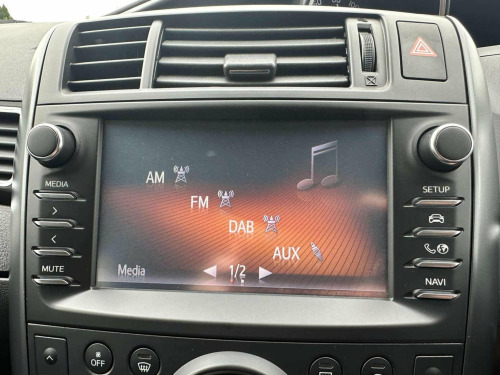 MEDIA
>
<
MUTE
AM
FM
DAB
AUX
Media
◀ 1/2 ▶
SETUP
NAVI
OFF